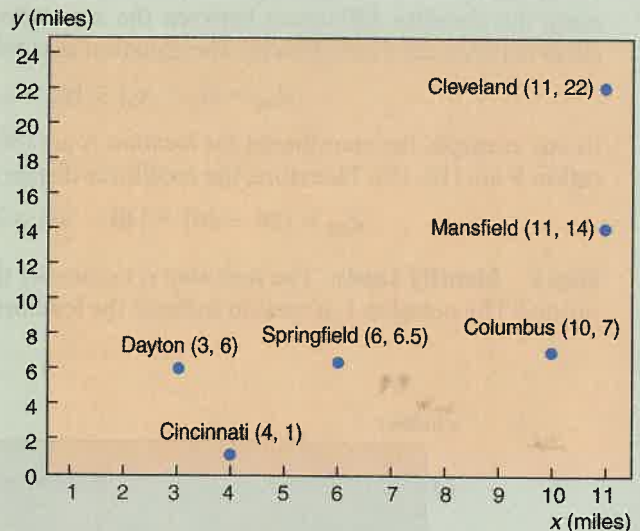 y (miles)
24
22
20
18
16
14
12
10
8
6
4
2
0
Cleveland (11, 22)
Mansfield (11, 14)
Columbus (10, 7)
Springfield (6, 6.5)
Dayton (3, 6)
Cincinnati (4, 1)
1 2 3 4 5 6 7 8 9 10 11
x (miles)